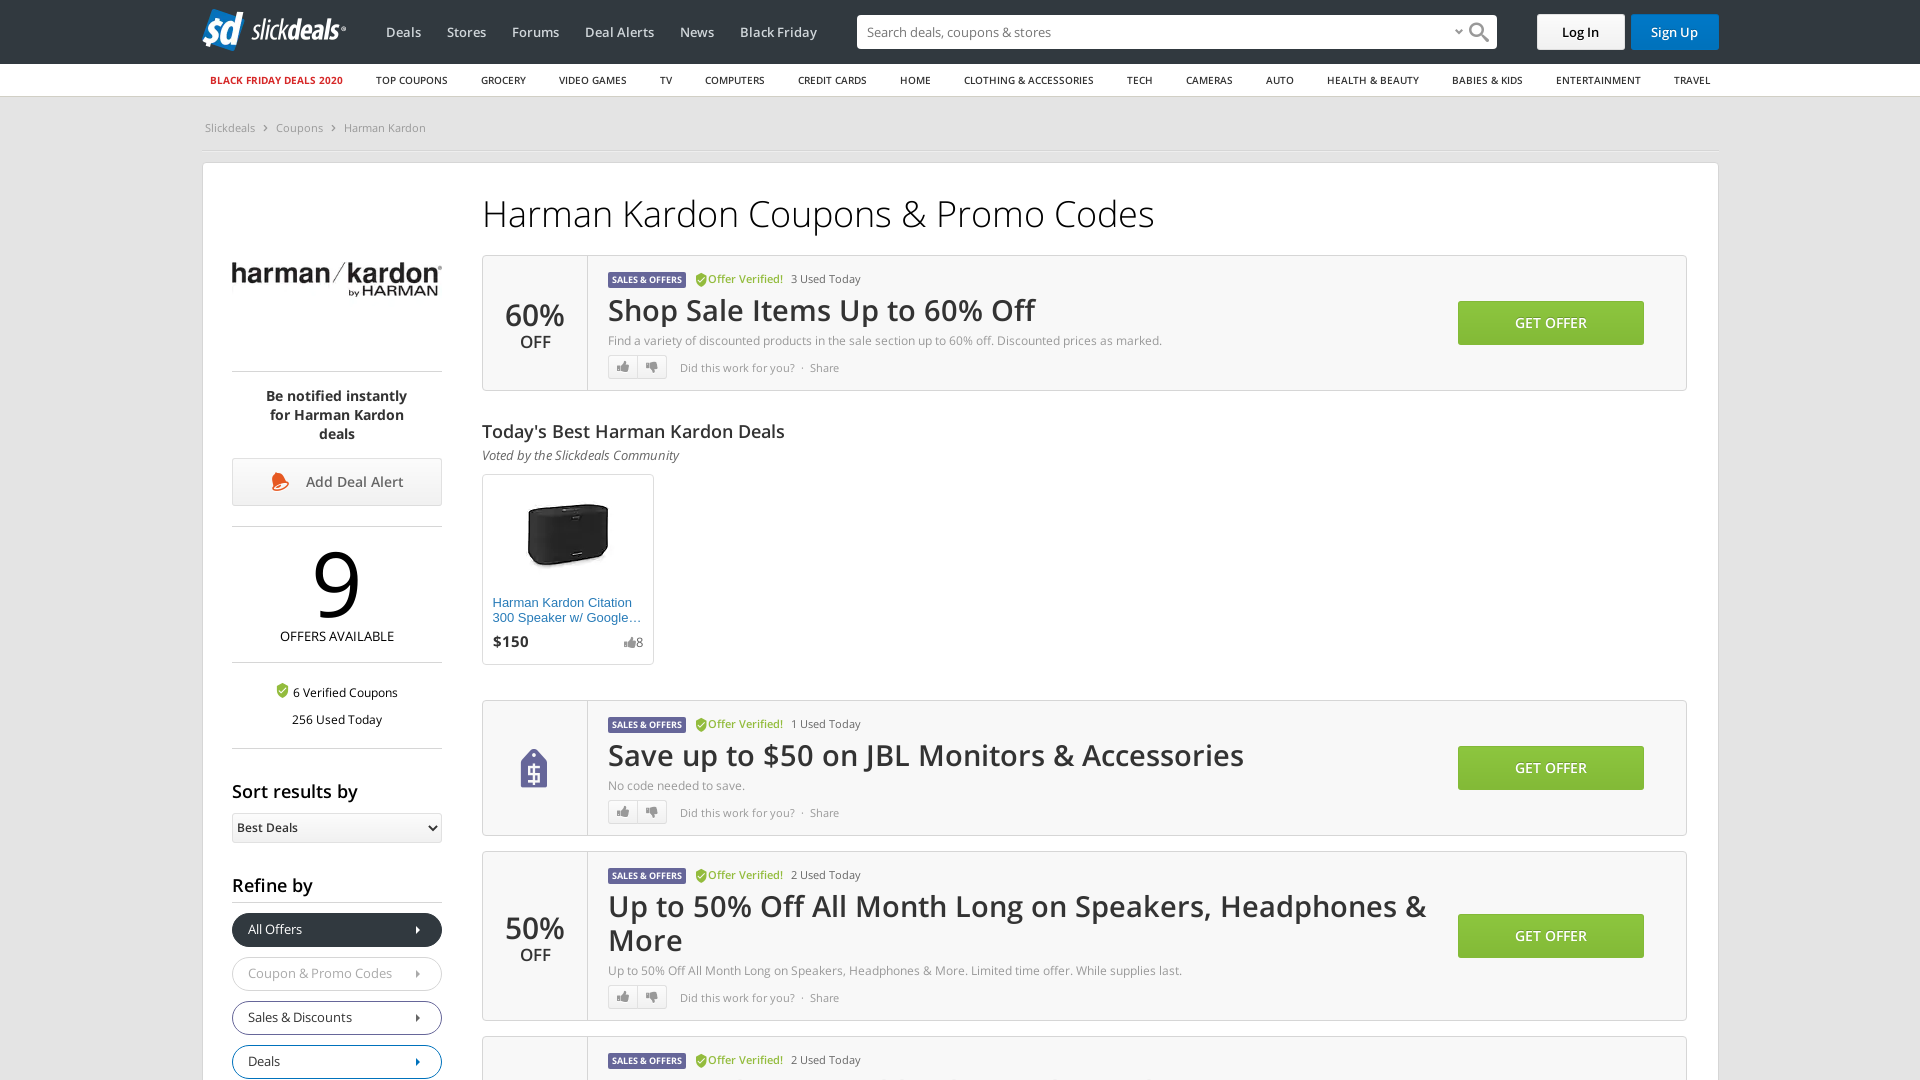 sd slickdeals
Deals
Stores
Forums
Deal Alerts
News
Black Friday
Search deals, coupons & stores
Log In
Sign Up
BLACK FRIDAY DEALS 2020
TOP COUPONS
GROCERY
VIDEO GAMES
TV
COMPUTERS
CREDIT CARDS
HOME
CLOTHING & ACCESSORIES
TECH
CAMERAS
AUTO
HEALTH & BEAUTY
BABIES & KIDS
ENTERTAINMENT
TRAVEL
Slickdeals > Coupons > Harman Kardon
harman/kardon
by HARMAN
Be notified instantly
for Harman Kardon
deals
Add Deal Alert
9
OFFERS AVAILABLE
6 Verified Coupons
256 Used Today
Sort results by
Best Deals
Refine by
All Offers
Coupon & Promo Codes
Sales & Discounts
Deals
Harman Kardon Coupons & Promo Codes
60%
OFF
SALES & OFFERS Offer Verified! 3 Used Today
Shop Sale Items Up to 60% Off
Find a variety of discounted products in the sale section up to 60% off. Discounted prices as marked.
Did this work for you? · Share
GET OFFER
Today's Best Harman Kardon Deals
Voted by the Slickdeals Community
Harman Kardon Citation
300 Speaker w/ Google…
$150
8
SALES & OFFERS Offer Verified! 1 Used Today
Save up to $50 on JBL Monitors & Accessories
No code needed to save.
Did this work for you? · Share
GET OFFER
50%
OFF
SALES & OFFERS Offer Verified! 2 Used Today
Up to 50% Off All Month Long on Speakers, Headphones &
More
Up to 50% Off All Month Long on Speakers, Headphones & More. Limited time offer. While supplies last.
Did this work for you? · Share
GET OFFER
SALES & OFFERS Offer Verified! 2 Used Today